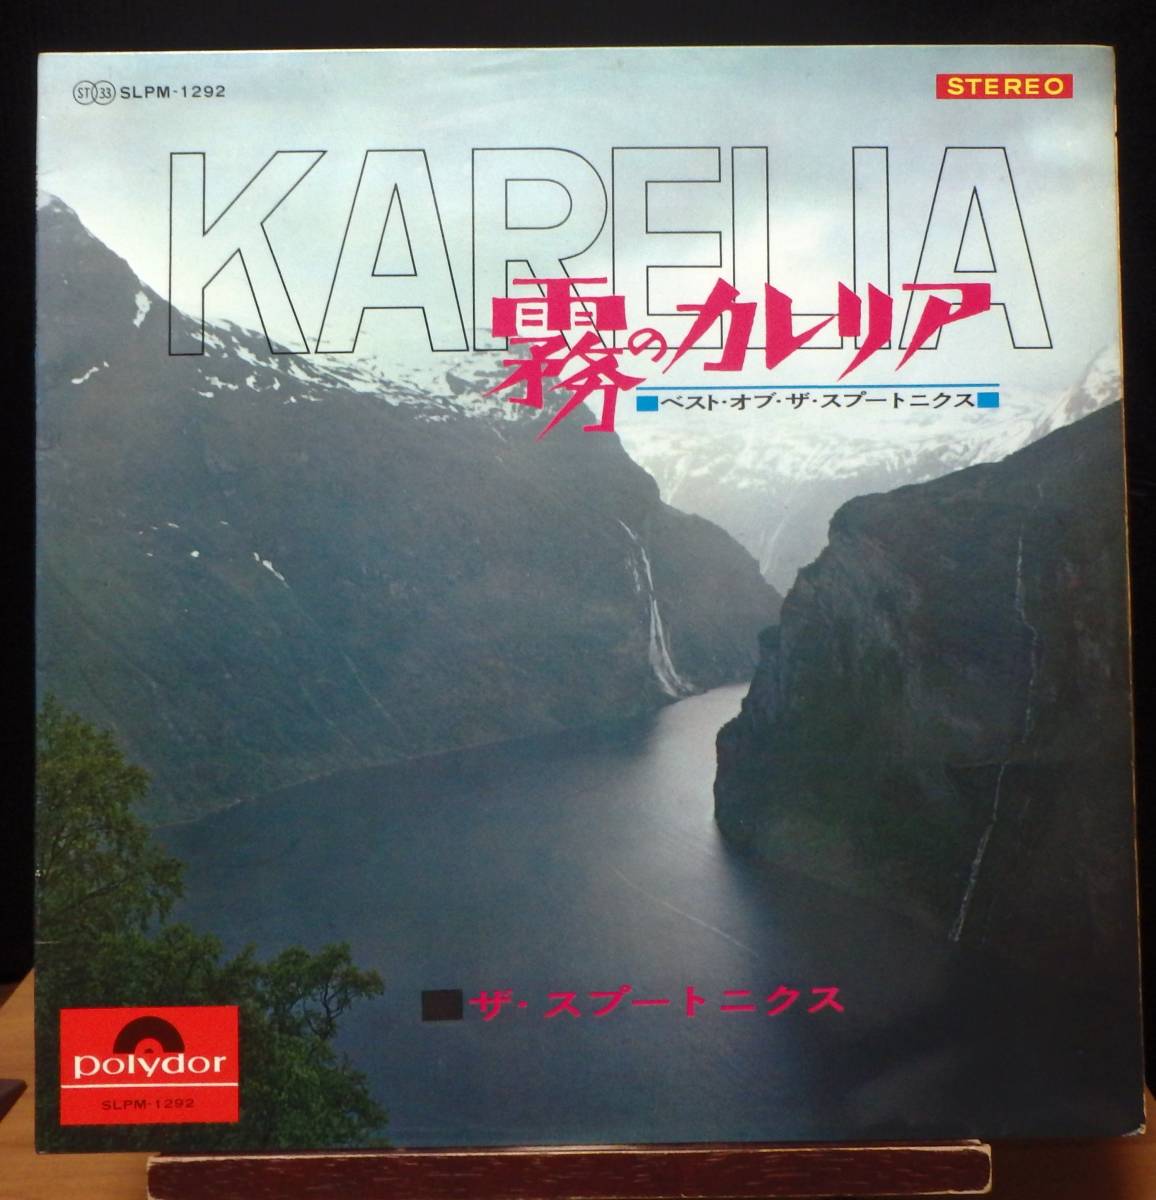 ST 33 SLPM-1292
STEREO
KARELIA
霧のカレリア
■ベスト・オブ・ザ・スプートニクス■
■ザ・スプートニクス
polydor
SLPM-1292